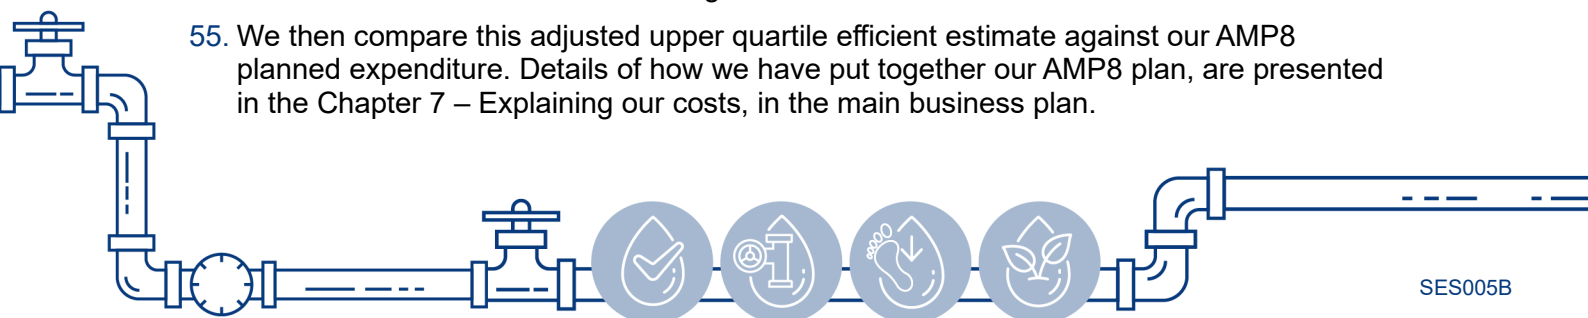 55. We then compare this adjusted upper quartile efficient estimate against our AMP8
planned expenditure. Details of how we have put together our AMP8 plan, are presented
in the Chapter 7 – Explaining our costs, in the main business plan.
SES005B